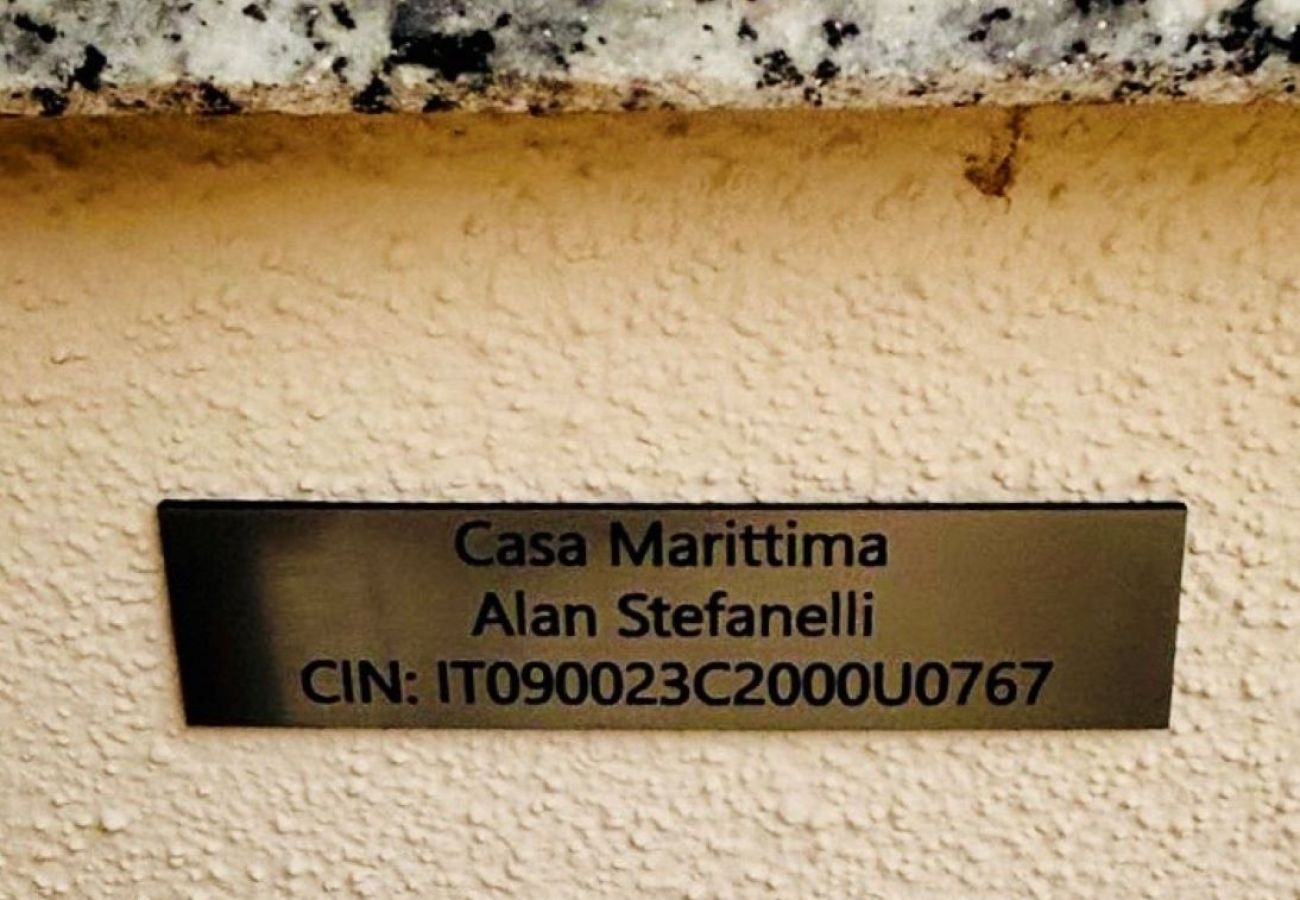 Casa Marittima
Alan Stefanelli
CIN: IT090023C2000U0767